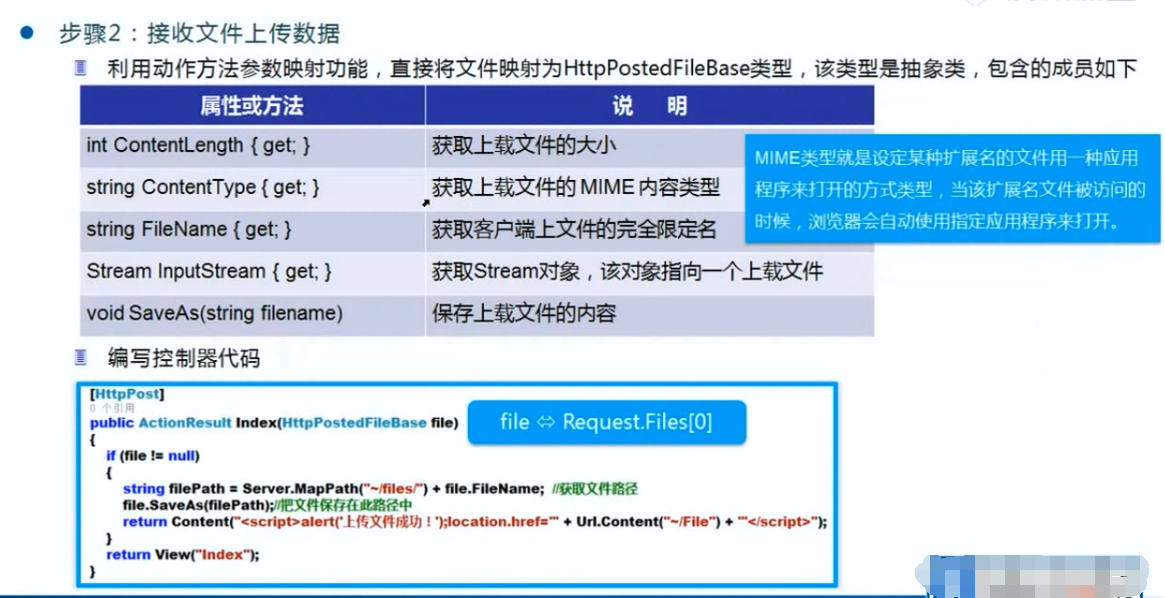 步骤2：接收文件上传数据
利用动作方法参数映射功能，直接将文件映射为HttpPostedFileBase类型，该类型是抽象类，包含的成员如下
属性或方法 说 明
int ContentLength { get; } 获取上载文件的大小
string ContentType { get; } 获取上载文件的 MIME 内容类型
string FileName { get; } 获取客户端上文件的完全限定名
Stream InputStream { get; } 获取Stream对象，该对象指向一个上载文件
void SaveAs(string filename) 保存上载文件的内容
MIME类型就是设定某种扩展名的文件用一种应用
程序来打开的方式类型，当该扩展名文件被访问的
时候，浏览器会自动使用指定应用程序来打开。
编写控制器代码
[HttpPost]
0 个引用
public ActionResult Index(HttpPostedFileBase file)
{
if (file != null)
{
string filePath = Server.MapPath("~/files/") + file.FileName; //获取文件路径
file.SaveAs(filePath);//把文件保存在此路径中
return Content("<script>alert('上传文件成功！');location.href='" + Url.Content("~/File") + "'</script>");
}
return View("Index");
}
file ⇔ Request.Files[0]